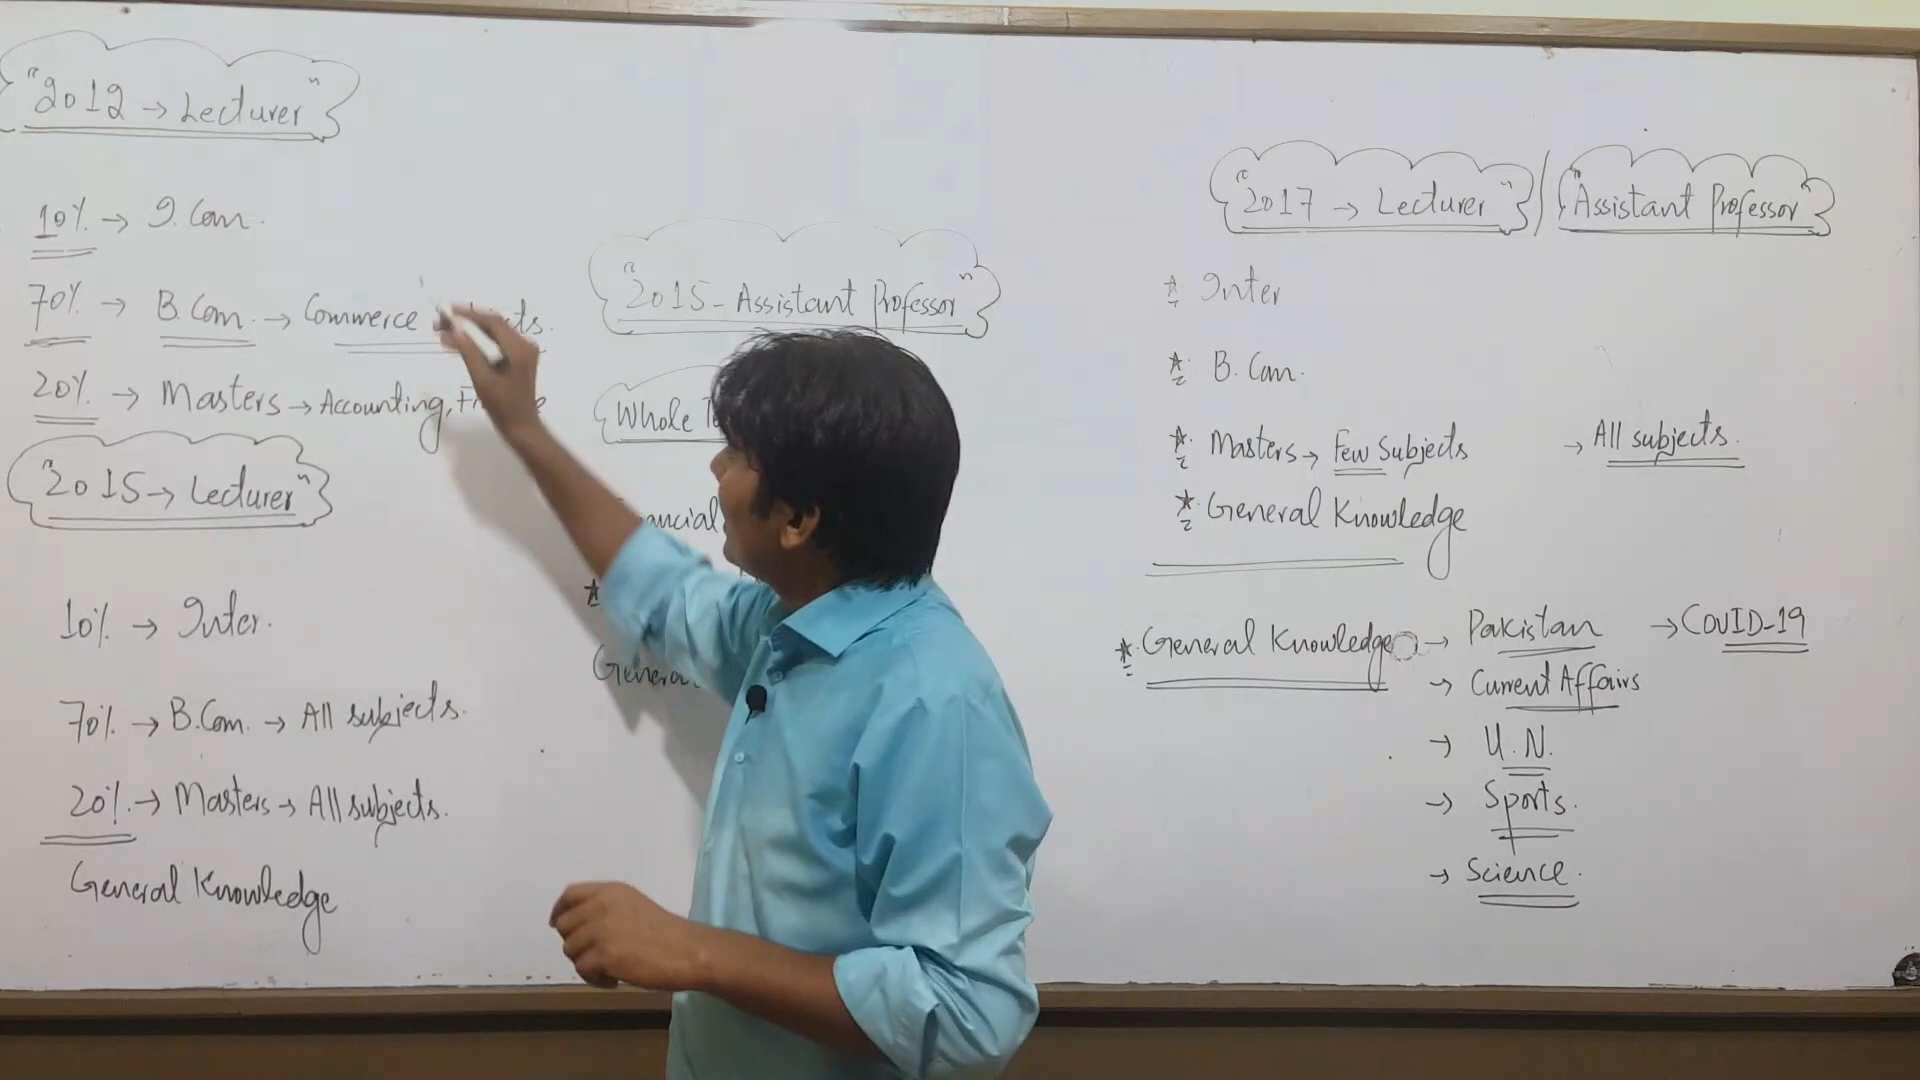 "2012 → Lecturer"
10% → I.Com.
70% → B.Com. → Commerce
20% → Masters → Accounting,
"2015 → Lecturer"
10% → Inter.
70% → B.Com. → All subjects.
20% → Masters → All subjects.
General Knowledge
"2015 - Assistant Professor"
Whole
General
"2017 → Lecturer" / "Assistant Professor"
* Inter
* B.Com.
* Masters → Few Subjects → All subjects.
* General Knowledge
* General Knowledge → Pakistan → COVID-19
→ Current Affairs
→ U.N.
→ Sports.
→ Science.